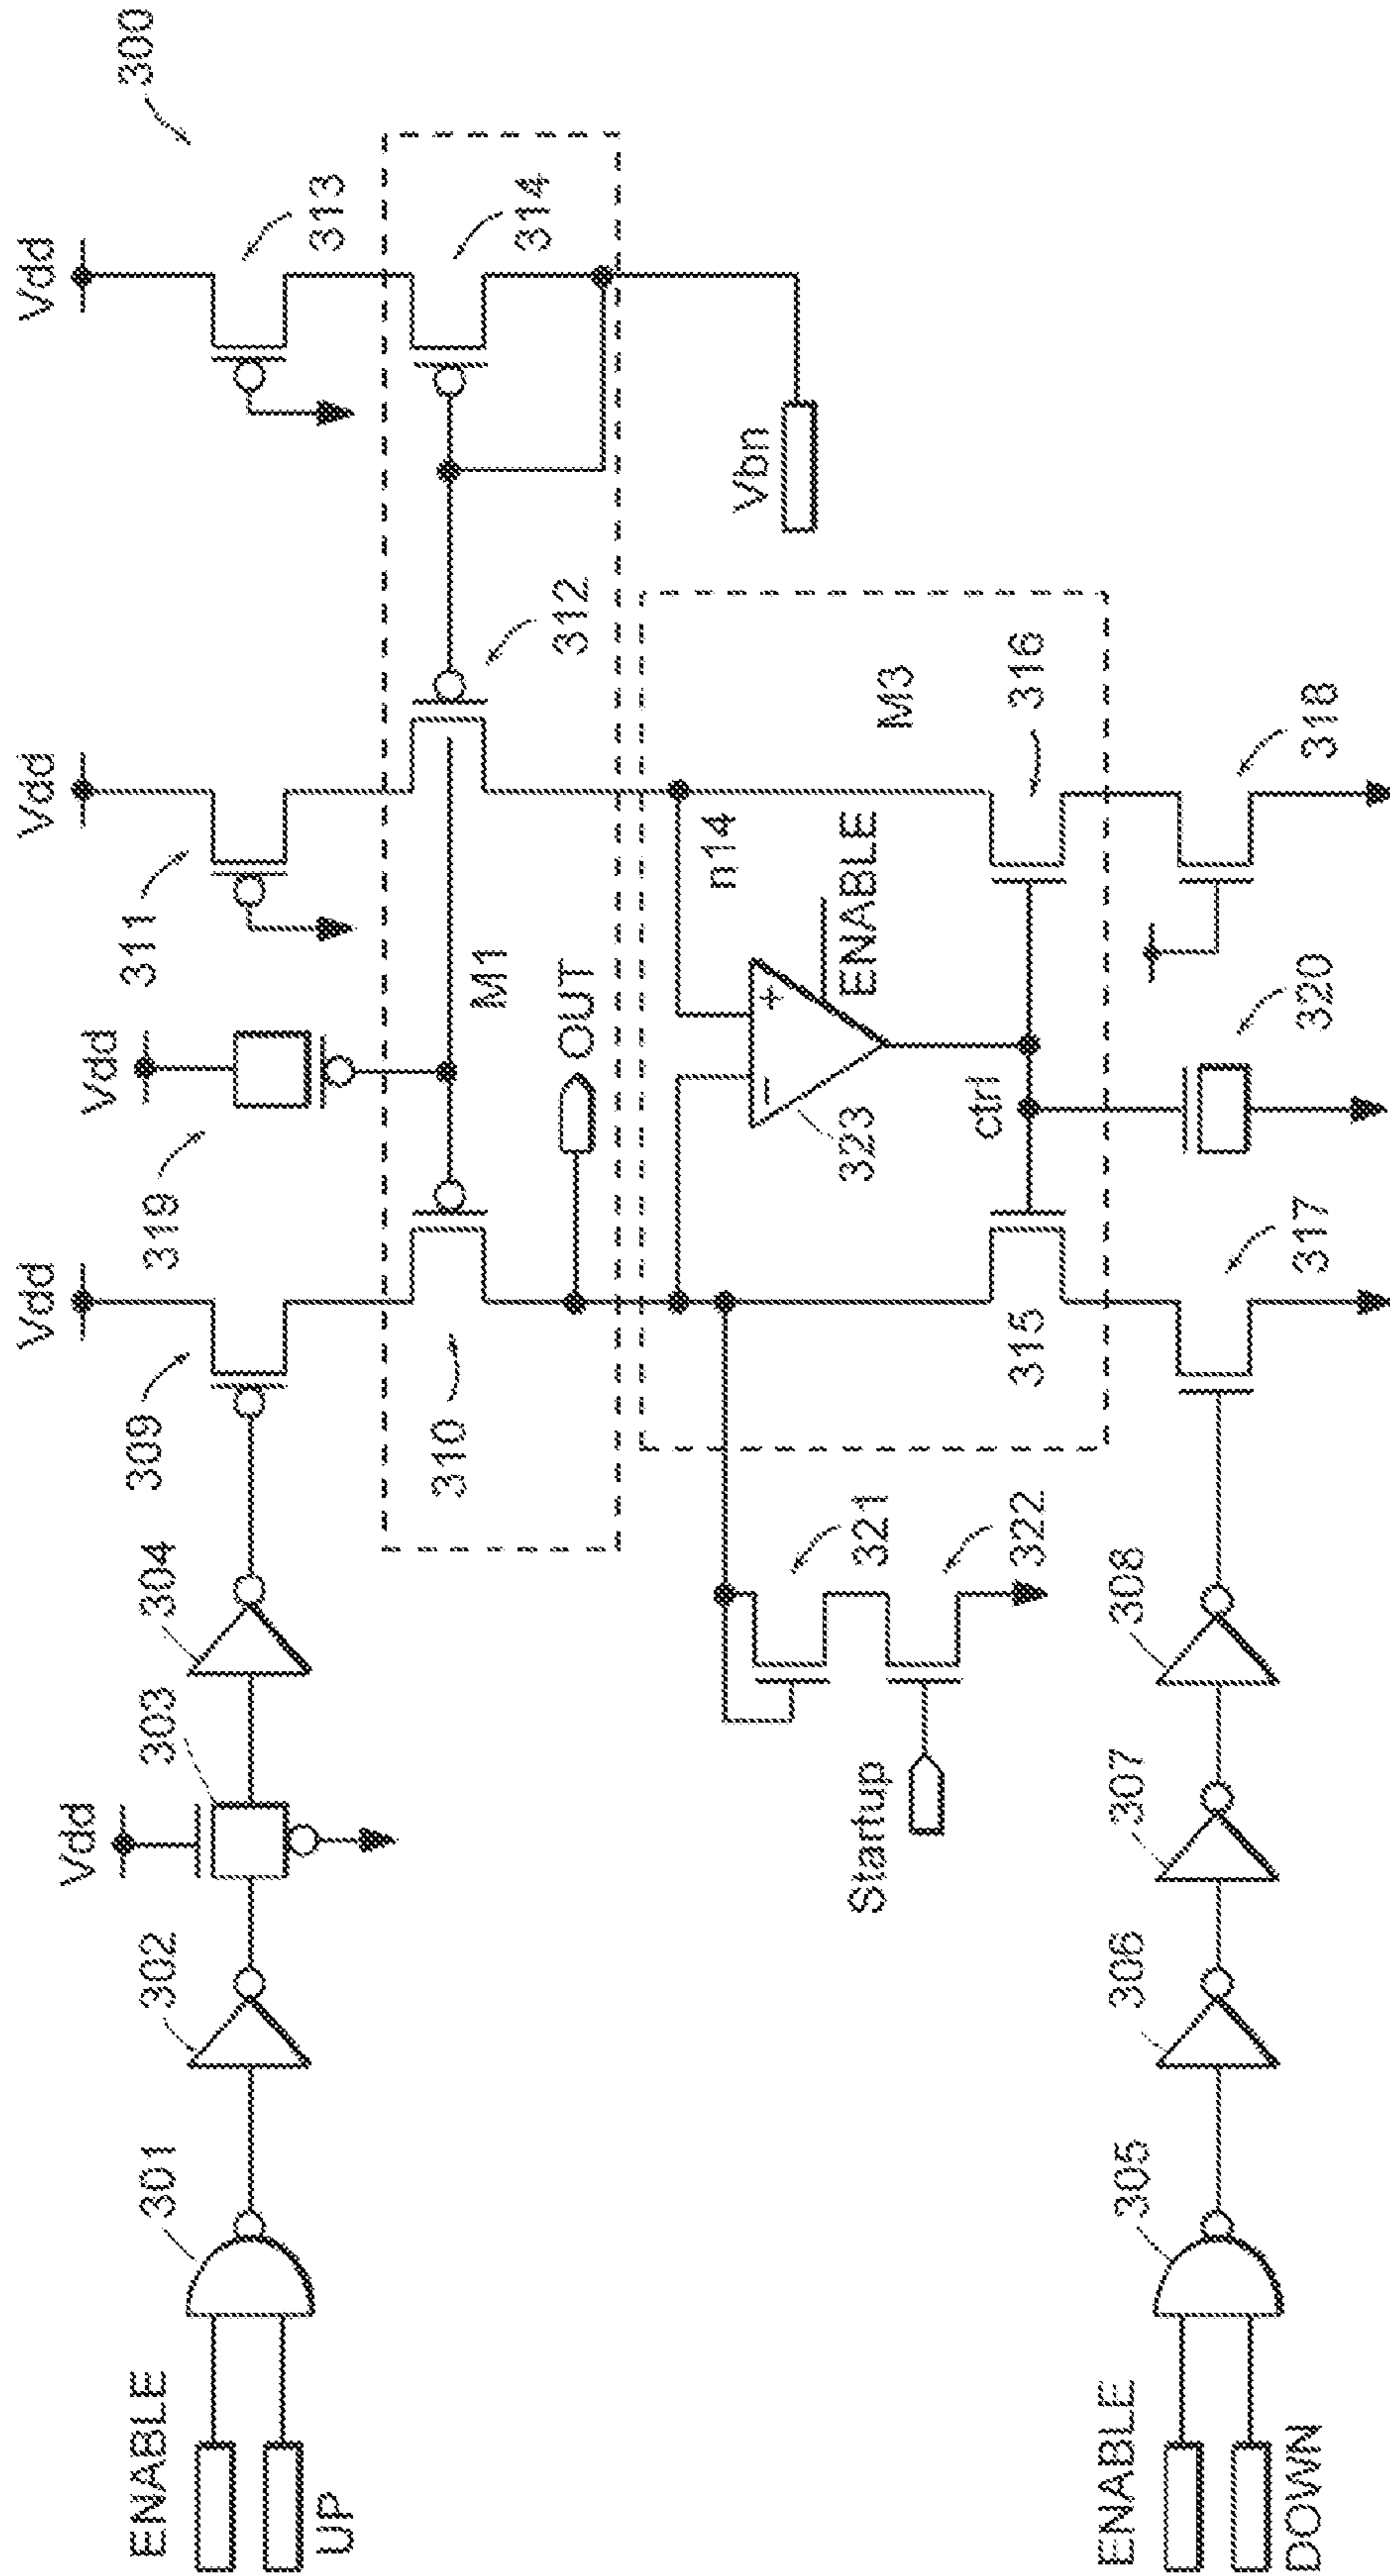 300
Vdd
Vdd
Vdd
Vdd
Vdd
313
311
319
309
304
303
302
301
ENABLE
UP
314
312
M1
310
OUT
Vbn
n14
M3
316
ENABLE
323
ctrl
315
318
320
317
321
322
Startup
308
307
306
305
ENABLE
DOWN